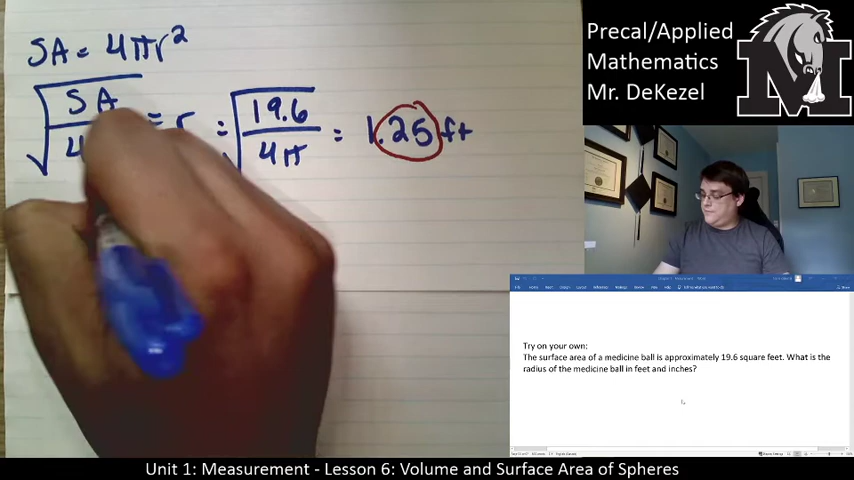 SA = 4πr²
√SA/4 = r = √19.6/4π = 1.25 ft
Precal/Applied
Mathematics
Mr. DeKezel
M
Try on your own:
The surface area of a medicine ball is approximately 19.6 square feet. What is the
radius of the medicine ball in feet and inches?
Unit 1: Measurement - Lesson 6: Volume and Surface Area of Spheres